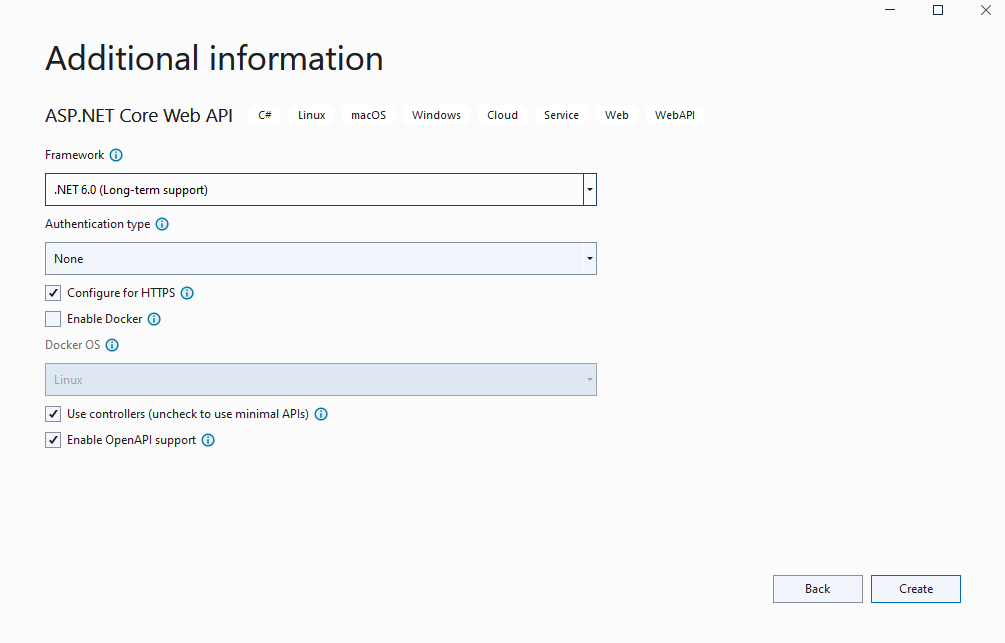 Additional information
ASP.NET Core Web API C# Linux macOS Windows Cloud Service Web WebAPI
Framework
.NET 6.0 (Long-term support)
Authentication type
None
Configure for HTTPS
Enable Docker
Docker OS
Linux
Use controllers (uncheck to use minimal APIs)
Enable OpenAPI support
Back Create